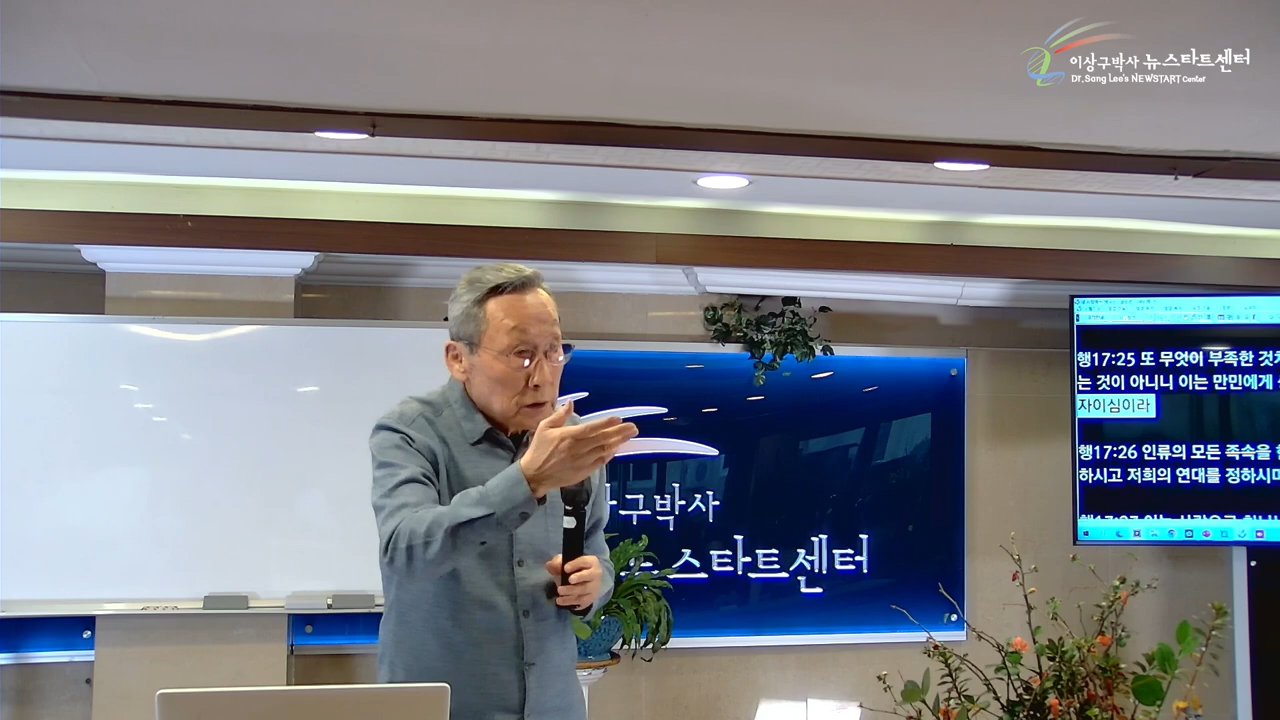 이상구박사 뉴스타트센터
Dr. Sang Lee's NEWSTART Center
행17:25 또 무엇이 부족한
는 것이 아니니 이는 만민에게
자이심이라
행17:26 인류의 모든 족속을
하시고 저희의 연대를 정하시
구박사
뉴스타트센터